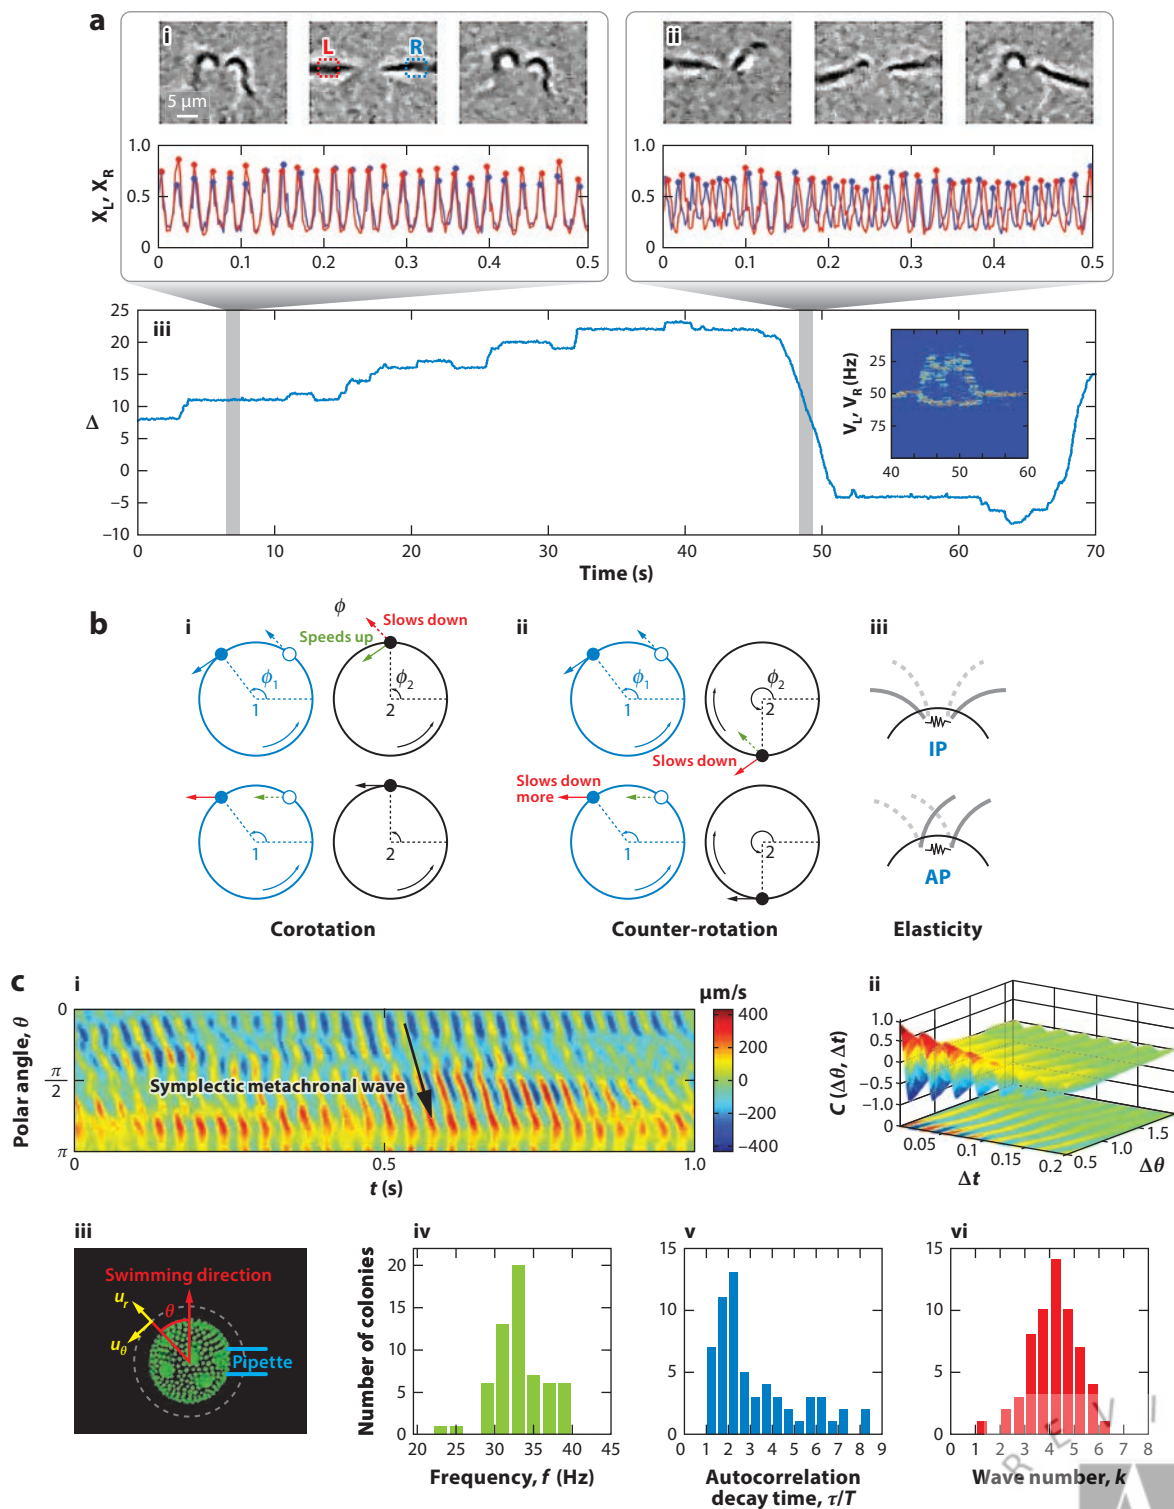 a
i
L
R
5 μm
ii
1.0
0.5
0
X_L, X_R
0
0.1
0.2
0.3
0.4
0.5
1.0
0.5
0
0
0.1
0.2
0.3
0.4
0.5
iii
25
20
15
10
5
0
−5
−10
Δ
0
10
20
30
40
50
60
70
Time (s)
V_L, V_R (Hz)
25
50
75
40
50
60
b
i
ϕ
Slows down
Speeds up
ϕ1
1
ϕ2
2
1
2
Corotation
ii
ϕ1
1
ϕ2
2
Slows down
Slows down
more
1
2
Counter-rotation
iii
IP
AP
Elasticity
c
i
Polar angle, θ
0
π/2
π
Symplectic metachronal wave
0
0.5
1.0
t (s)
μm/s
400
200
0
−200
−400
ii
C (Δθ, Δt)
1.0
0.5
0
−0.5
−1.0
0
0.05
0.1
0.15
0.2
Δt
0.5
1.0
1.5
Δθ
iii
Swimming direction
u_r
θ
u_θ
Pipette
iv
Number of colonies
20
15
10
5
0
20
25
30
35
40
45
Frequency, f (Hz)
v
15
10
5
0
0
1
2
3
4
5
6
7
8
9
Autocorrelation
decay time, τ/T
vi
15
10
5
0
0
1
2
3
4
5
6
7
8
Wave number, k
R E V I